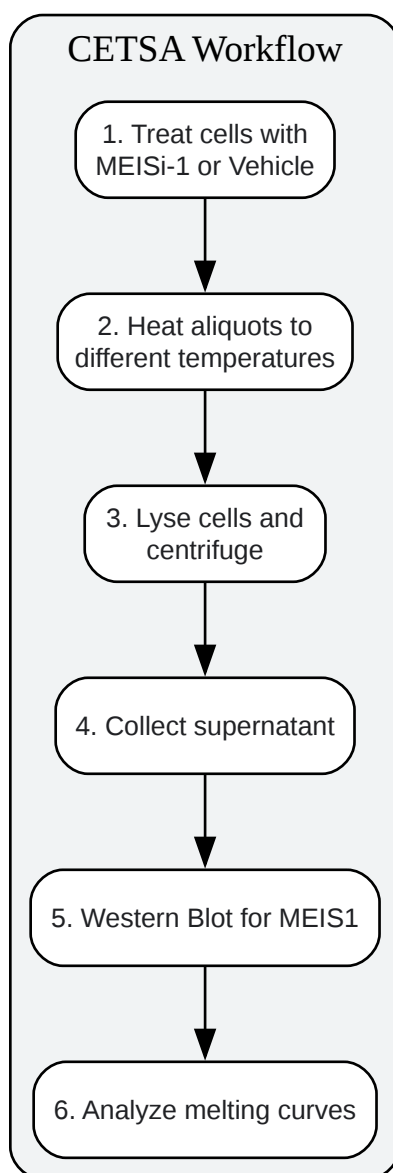 CETSA Workflow
1. Treat cells with
MEISi-1 or Vehicle
2. Heat aliquots to
different temperatures
3. Lyse cells and
centrifuge
4. Collect supernatant
5. Western Blot for MEIS1
6. Analyze melting curves